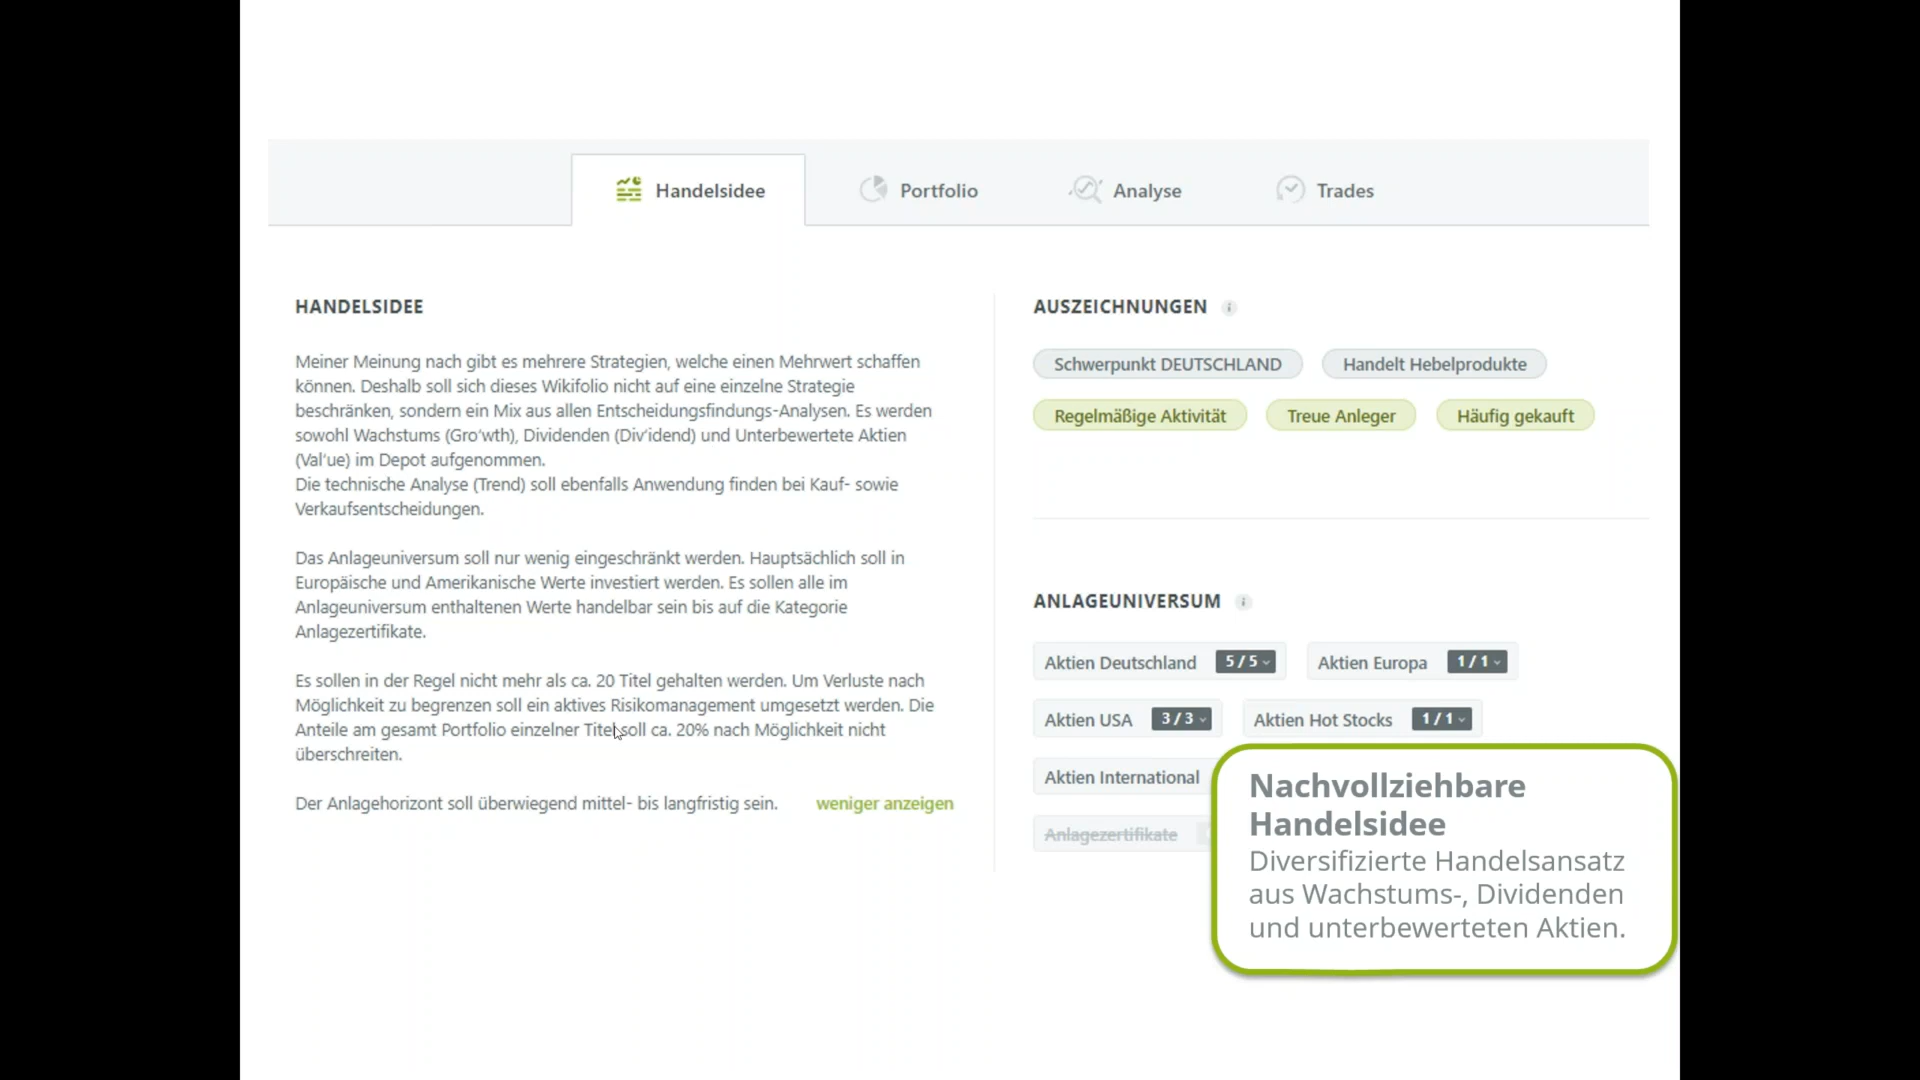 Handelsidee
Portfolio
Analyse
Trades
HANDELSIDEE
Meiner Meinung nach gibt es mehrere Strategien, welche einen Mehrwert schaffen
können. Deshalb soll sich dieses Wikifolio nicht auf eine einzelne Strategie
beschränken, sondern ein Mix aus allen Entscheidungsfindungs-Analysen. Es werden
sowohl Wachstums (Gro'wth), Dividenden (Div'idend) und Unterbewertete Aktien
(Val'ue) im Depot aufgenommen.
Die technische Analyse (Trend) soll ebenfalls Anwendung finden bei Kauf- sowie
Verkaufsentscheidungen.
Das Anlageuniversum soll nur wenig eingeschränkt werden. Hauptsächlich soll in
Europäische und Amerikanische Werte investiert werden. Es sollen alle im
Anlageuniversum enthaltenen Werte handelbar sein bis auf die Kategorie
Anlagezertifikate.
Es sollen in der Regel nicht mehr als ca. 20 Titel gehalten werden. Um Verluste nach
Möglichkeit zu begrenzen soll ein aktives Risikomanagement umgesetzt werden. Die
Anteile am gesamt Portfolio einzelner Titel soll ca. 20% nach Möglichkeit nicht
überschreiten.
Der Anlagehorizont soll überwiegend mittel- bis langfristig sein. weniger anzeigen
AUSZEICHNUNGEN i
Schwerpunkt DEUTSCHLAND Handelt Hebelprodukte
Regelmäßige Aktivität Treue Anleger Häufig gekauft
ANLAGEUNIVERSUM i
Aktien Deutschland 5 / 5 Aktien Europa 1 / 1
Aktien USA 3 / 3 Aktien Hot Stocks 1 / 1
Aktien International
Anlagezertifikate
Nachvollziehbare
Handelsidee
Diversifizierte Handelsansatz
aus Wachstums-, Dividenden
und unterbewerteten Aktien.